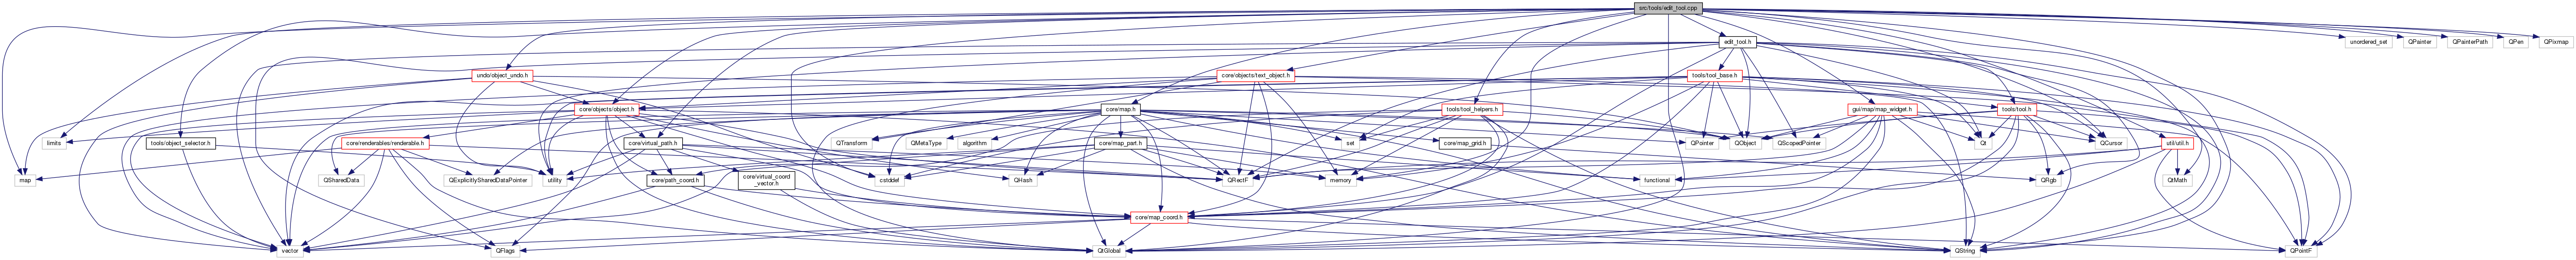 src/tools/edit_tool.cpp
edit_tool.h
unordered_set
QPainter
QPainterPath
QPen
QPixmap
undo/object_undo.h
core/objects/text_object.h
tools/tool_base.h
core/objects/object.h
core/map.h
tools/tool_helpers.h
gui/map/map_widget.h
tools/tool.h
limits
tools/object_selector.h
core/renderables/renderable.h
core/virtual_path.h
QTransform
QMetaType
algorithm
core/map_part.h
set
core/map_grid.h
QPointer
QObject
QScopedPointer
Qt
QCursor
util/util.h
map
QSharedData
QExplicitlySharedDataPointer
utility
core/path_coord.h
core/virtual_coord
_vector.h
cstddef
QHash
QRectF
memory
functional
QRgb
QtMath
core/map_coord.h
vector
QFlags
QtGlobal
QString
QPointF